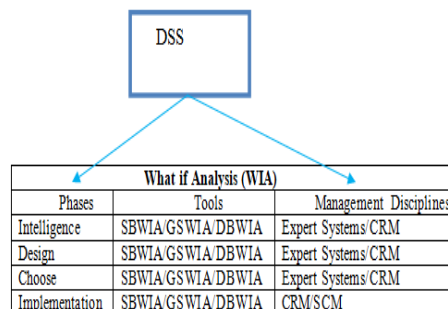 DSS
What if Analysis (WIA)
Phases Tools Management Disciplines
Intelligence SBWIA/GSWIA/DBWIA Expert Systems/CRM
Design SBWIA/GSWIA/DBWIA Expert Systems/CRM
Choose SBWIA/GSWIA/DBWIA Expert Systems/CRM
Implementation SBWIA/GSWIA/DBWIA CRM/SCM